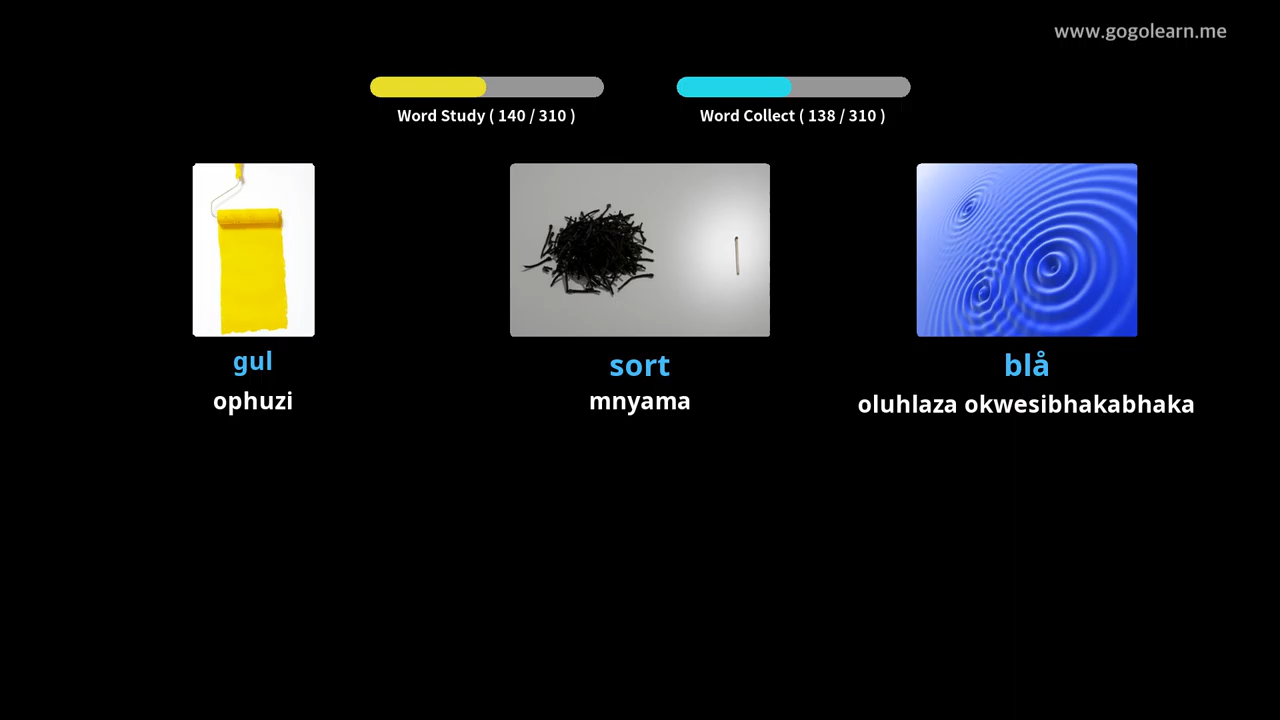 www.gogolearn.me
Word Study ( 140 / 310 )
Word Collect ( 138 / 310 )
gul
ophuzi
sort
mnyama
blå
oluhlaza okwesibhakabhaka